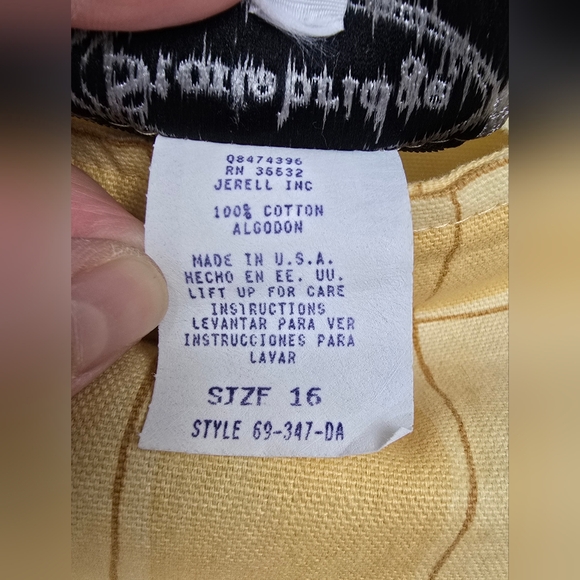 Q8474396
RN 35532
JERELL INC
100% COTTON
ALGODON
MADE IN U.S.A.
HECHO EN EE. UU.
LIFT UP FOR CARE
INSTRUCTIONS
LEVANTAR PARA VER
INSTRUCCIONES PARA
LAVAR
SIZE 16
STYLE 69-347-DA